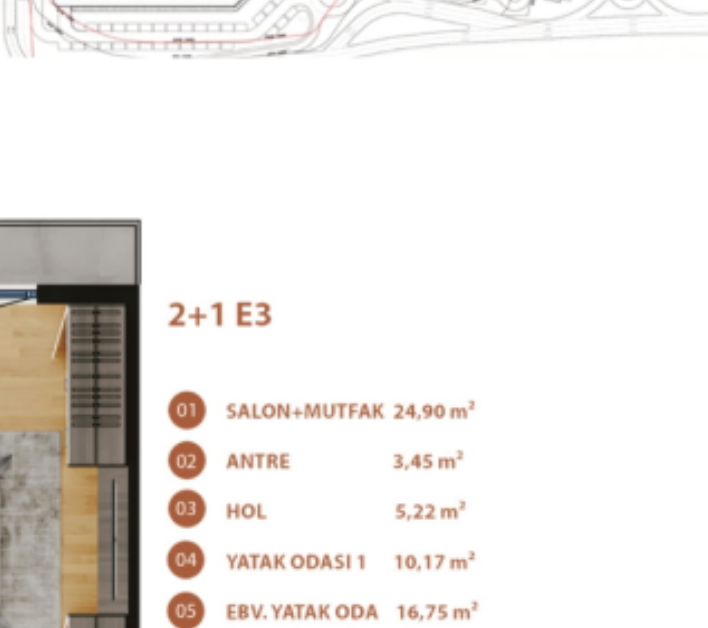 2+1 E3
01 SALON+MUTFAK 24,90 m²
02 ANTRE 3,45 m²
03 HOL 5,22 m²
04 YATAK ODASI 1 10,17 m²
05 EBV. YATAK ODA 16,75 m²